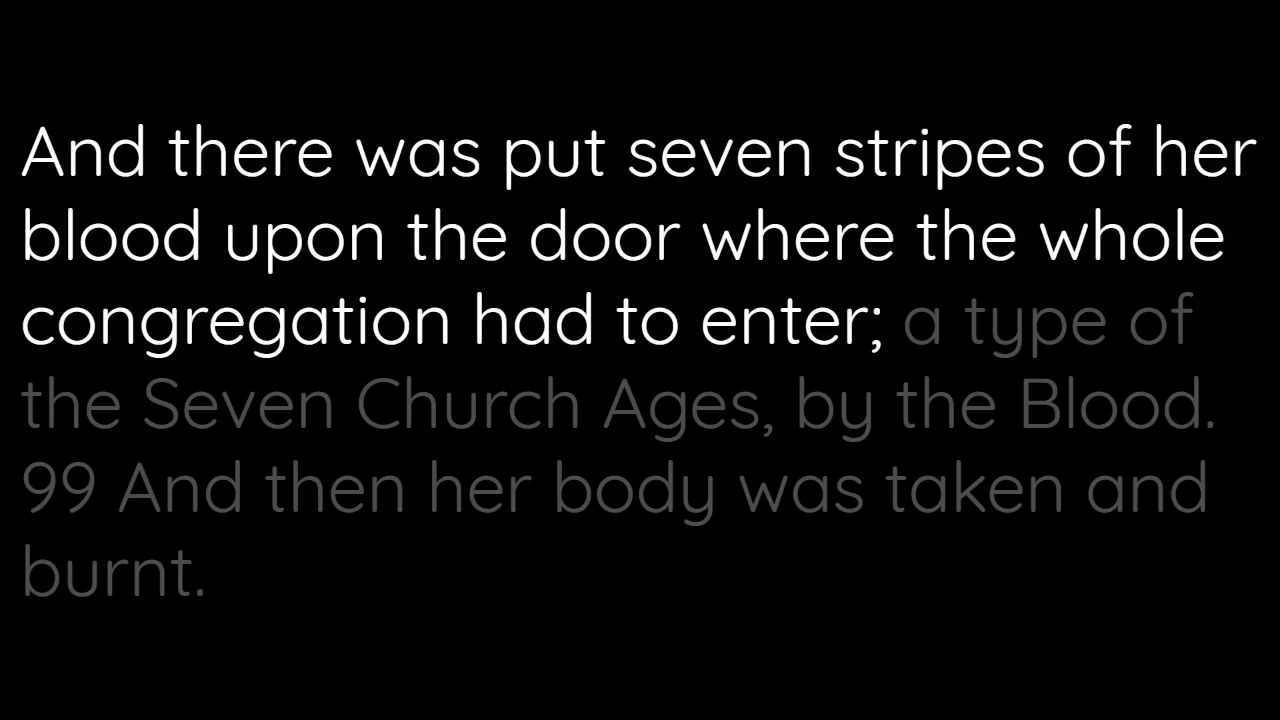 And there was put seven stripes of her
blood upon the door where the whole
congregation had to enter; a type of
the Seven Church Ages, by the Blood.
99 And then her body was taken and
burnt.